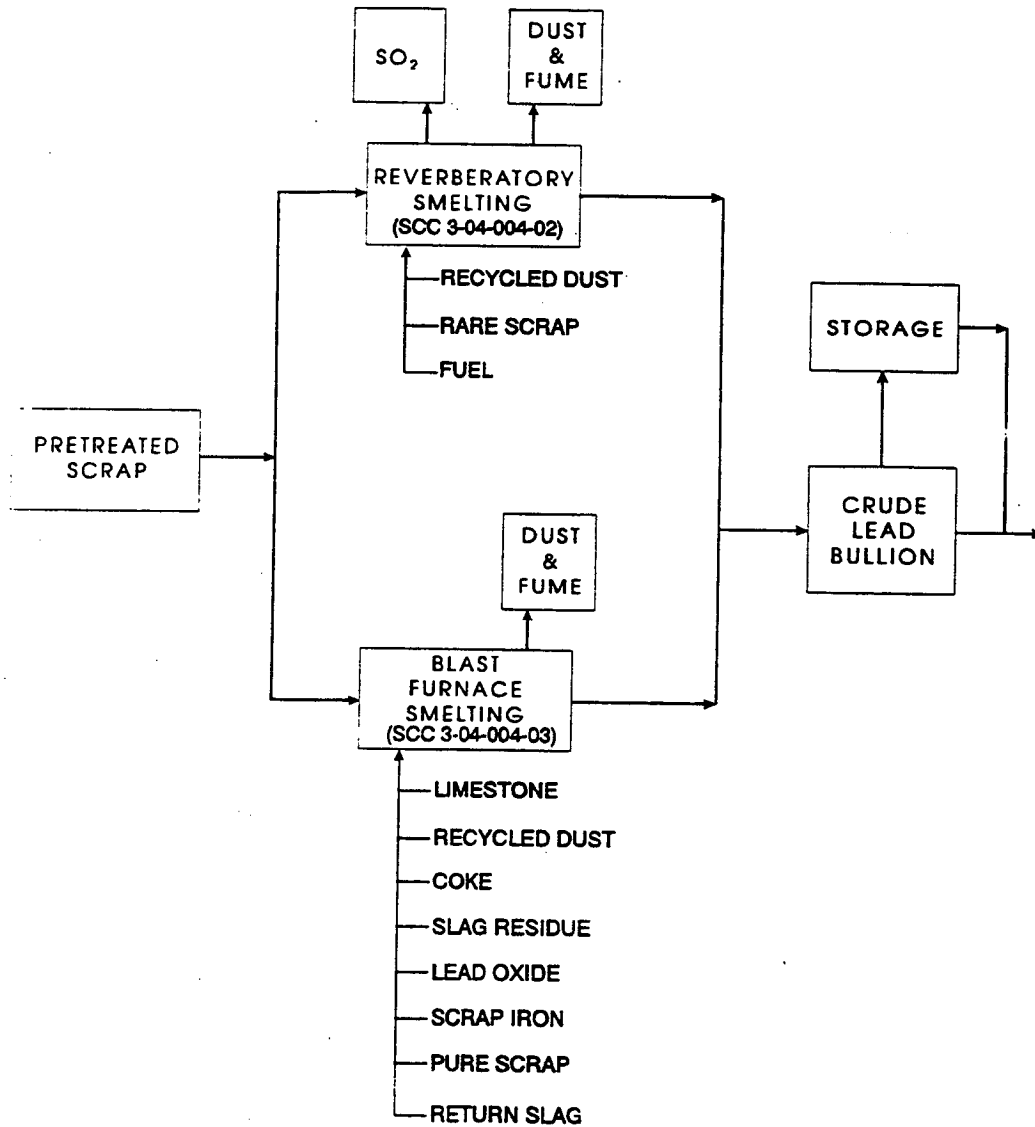 SO₂
DUST
&
FUME
REVERBERATORY
SMELTING
(SCC 3-04-004-02)
RECYCLED DUST
RARE SCRAP
FUEL
STORAGE
PRETREATED
SCRAP
CRUDE
LEAD
BULLION
DUST
&
FUME
BLAST
FURNACE
SMELTING
(SCC 3-04-004-03)
LIMESTONE
RECYCLED DUST
COKE
SLAG RESIDUE
LEAD OXIDE
SCRAP IRON
PURE SCRAP
RETURN SLAG